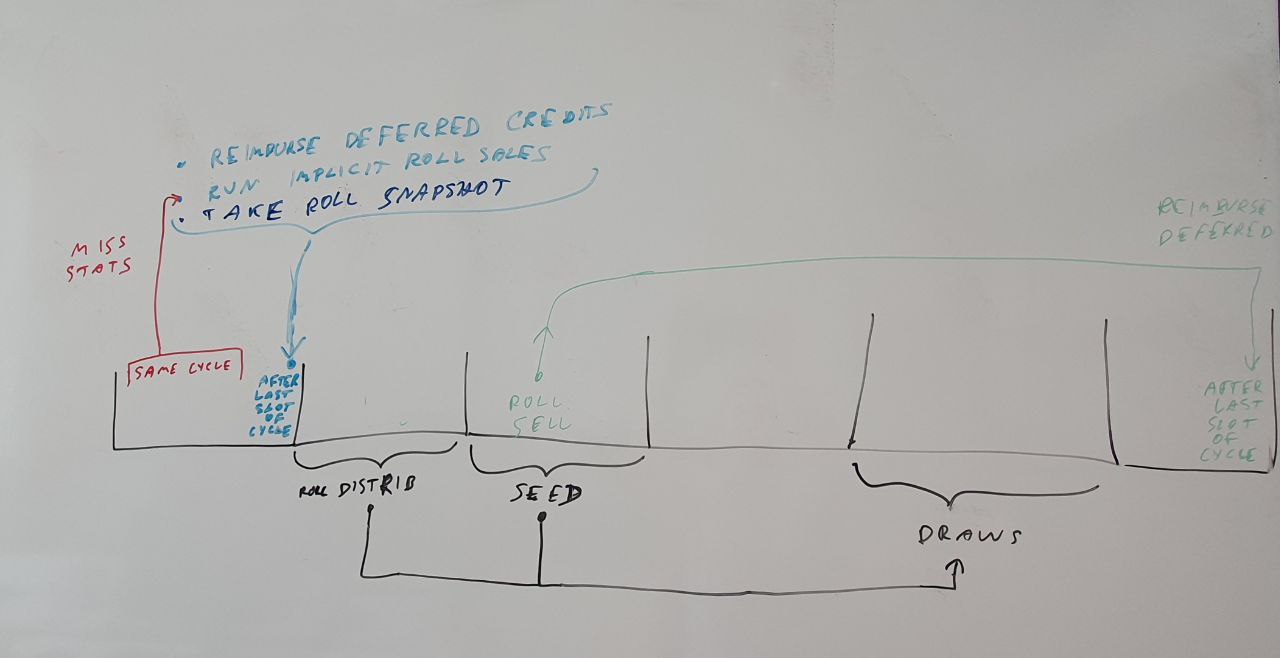 • REIMBURSE DEFERRED CREDITS
RUN IMPLICIT ROLL SALES
• TAKE ROLL SNAPSHOT
MISS
STATS
REIMBURSE
DEFERRED
SAME CYCLE
AFTER
LAST
SLOT
OF
CYCLE
ROLL
SELL
AFTER
LAST
SLOT
OF
CYCLE
ROLL DISTRIB
SEED
DRAWS